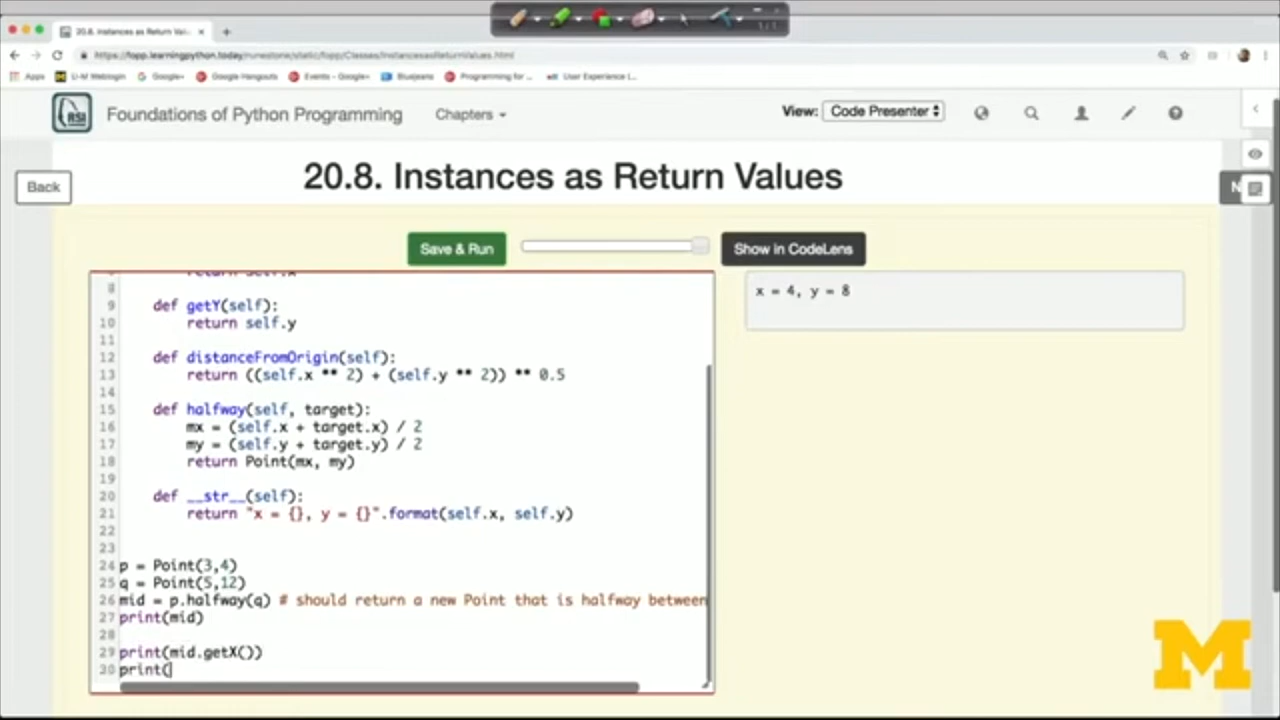 20.8. Instances as Return Val
https://fopp.learningpython.today/runestone/static/fopp/Classes/InstancesasReturnValues.html
Apps U-M Weblogin Google+ Google Hangouts Events - Google+ Bluejeans Programming for ... User Experience I...
Foundations of Python Programming Chapters View: Code Presenter
20.8. Instances as Return Values
Back N
Save & Run Show in CodeLens
return self.x
8
9 def getY(self):
10 return self.y
11
12 def distanceFromOrigin(self):
13 return ((self.x ** 2) + (self.y ** 2)) ** 0.5
14
15 def halfway(self, target):
16 mx = (self.x + target.x) / 2
17 my = (self.y + target.y) / 2
18 return Point(mx, my)
19
20 def __str__(self):
21 return "x = {}, y = {}".format(self.x, self.y)
22
23
24 p = Point(3,4)
25 q = Point(5,12)
26 mid = p.halfway(q) # should return a new Point that is halfway between
27 print(mid)
28
29 print(mid.getX())
30 print(
x = 4, y = 8
M